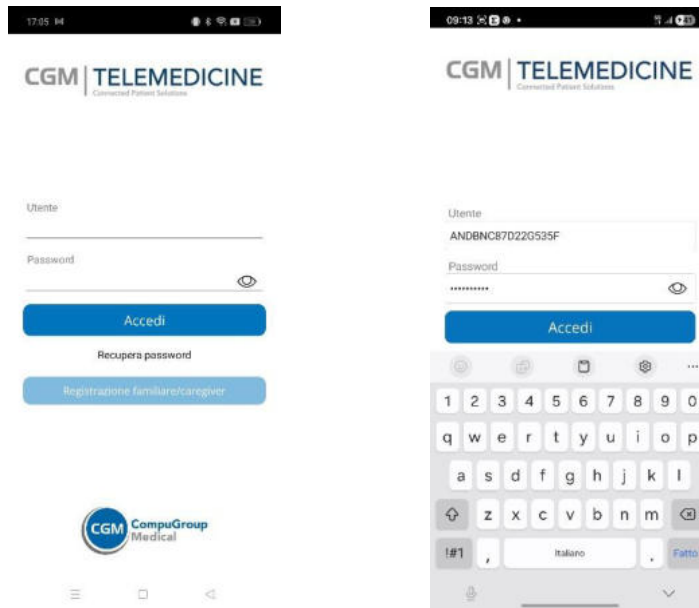 17:05
CGM TELEMEDICINE
Connected Patient Solutions
Utente
Password
Accedi
Recupera password
Registrazione familiare/caregiver
CGM CompuGroup
Medical
09:13
CGM TELEMEDICINE
Connected Patient Solutions
Utente
ANDBNC87D22G535F
Password
••••••••••
Accedi
1 2 3 4 5 6 7 8 9 0
q w e r t y u i o p
a s d f g h j k l
z x c v b n m
!#1 , Italiano . Fatto